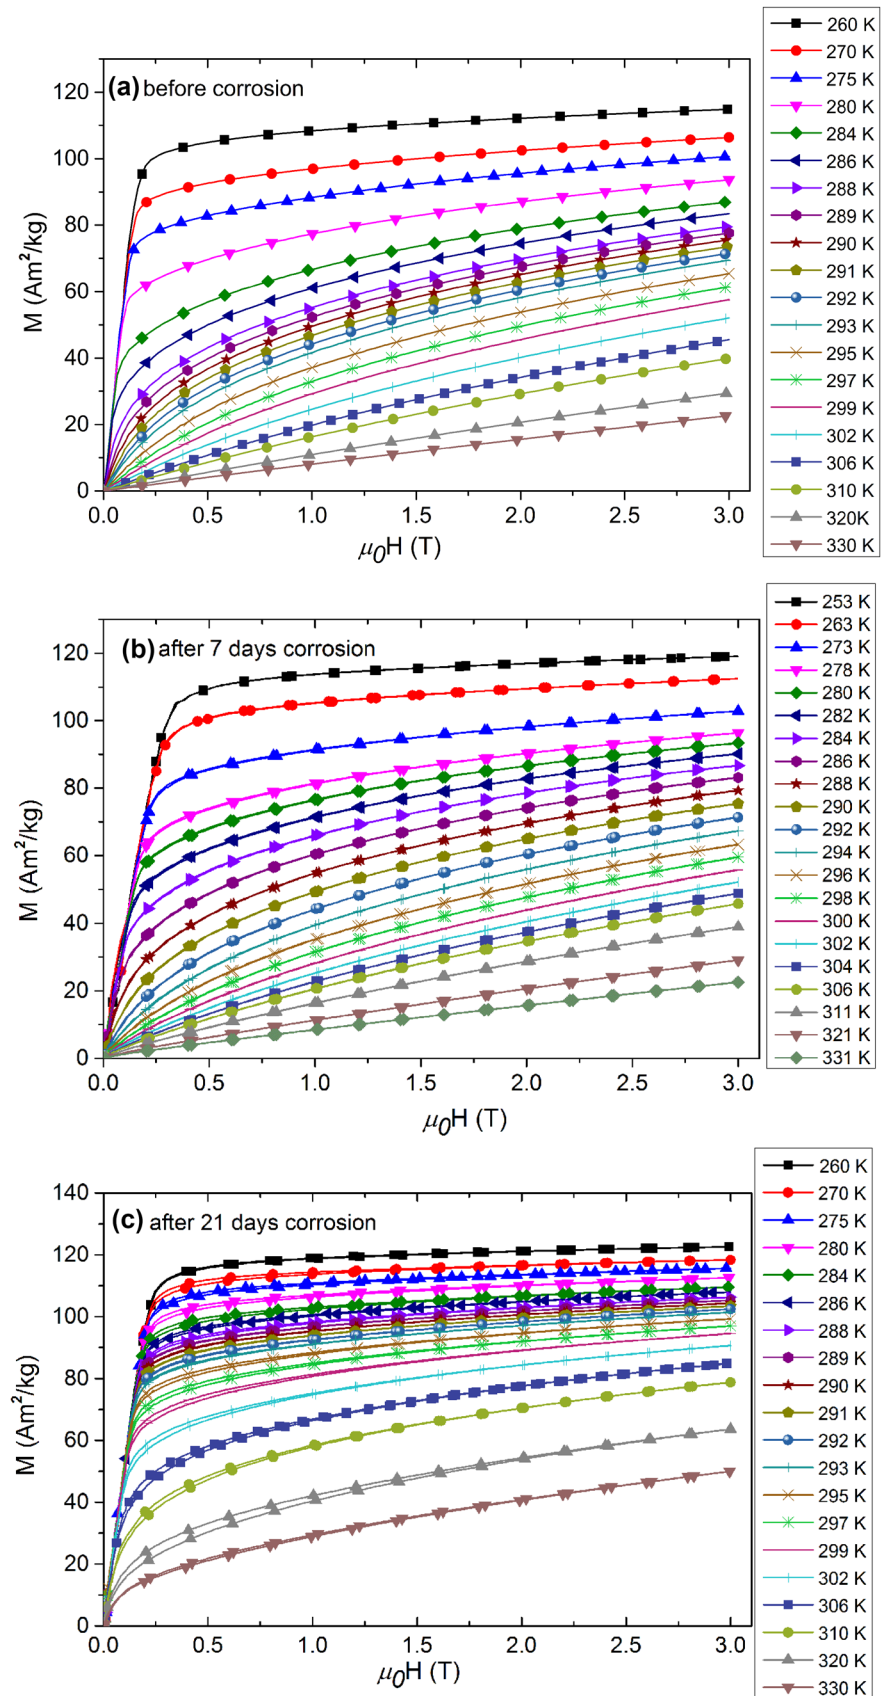 (a) before corrosion
M (Am²/kg)
120
100
80
60
40
20
0
0.0 0.5 1.0 1.5 2.0 2.5 3.0
μ0H (T)
260 K
270 K
275 K
280 K
284 K
286 K
288 K
289 K
290 K
291 K
292 K
293 K
295 K
297 K
299 K
302 K
306 K
310 K
320K
330 K
(b) after 7 days corrosion
M (Am²/kg)
120
100
80
60
40
20
0
0.0 0.5 1.0 1.5 2.0 2.5 3.0
μ0H (T)
253 K
263 K
273 K
278 K
280 K
282 K
284 K
286 K
288 K
290 K
292 K
294 K
296 K
298 K
300 K
302 K
304 K
306 K
311 K
321 K
331 K
(c) after 21 days corrosion
M (Am²/kg)
140
120
100
80
60
40
20
0
0.0 0.5 1.0 1.5 2.0 2.5 3.0
μ0H (T)
260 K
270 K
275 K
280 K
284 K
286 K
288 K
289 K
290 K
291 K
292 K
293 K
295 K
297 K
299 K
302 K
306 K
310 K
320 K
330 K